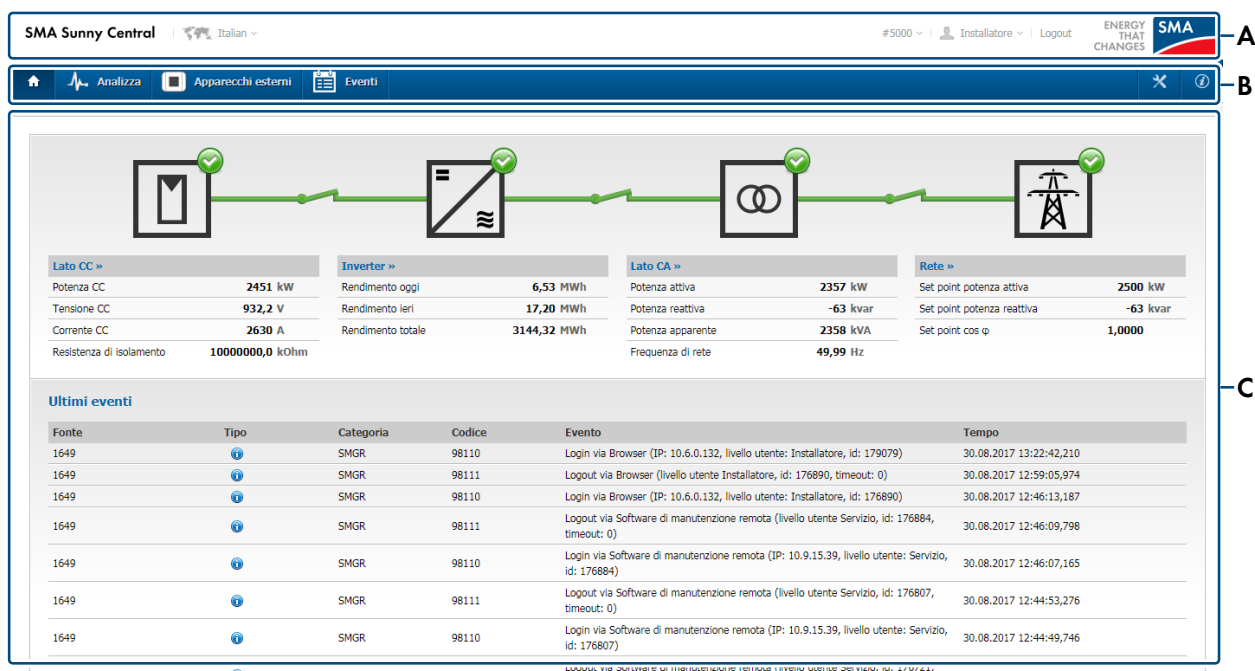 SMA Sunny Central Italian #5000 Installatore Logout ENERGY THAT CHANGES SMA A
Analizza Apparecchi esterni Eventi B
Lato CC » Inverter » Lato CA » Rete »
Potenza CC 2451 kW Rendimento oggi 6,53 MWh Potenza attiva 2357 kW Set point potenza attiva 2500 kW
Tensione CC 932,2 V Rendimento ieri 17,20 MWh Potenza reattiva -63 kvar Set point potenza reattiva -63 kvar
Corrente CC 2630 A Rendimento totale 3144,32 MWh Potenza apparente 2358 kVA Set point cos φ 1,0000
Resistenza di isolamento 10000000,0 kOhm Frequenza di rete 49,99 Hz
C
Ultimi eventi
Fonte Tipo Categoria Codice Evento Tempo
1649 SMGR 98110 Login via Browser (IP: 10.6.0.132, livello utente: Installatore, id: 179079) 30.08.2017 13:22:42,210
1649 SMGR 98111 Logout via Browser (livello utente Installatore, id: 176890, timeout: 0) 30.08.2017 12:59:05,974
1649 SMGR 98110 Login via Browser (IP: 10.6.0.132, livello utente: Installatore, id: 176890) 30.08.2017 12:46:13,187
1649 SMGR 98111 Logout via Software di manutenzione remota (livello utente Servizio, id: 176884, timeout: 0) 30.08.2017 12:46:09,798
1649 SMGR 98110 Login via Software di manutenzione remota (IP: 10.9.15.39, livello utente: Servizio, id: 176884) 30.08.2017 12:46:07,165
1649 SMGR 98111 Logout via Software di manutenzione remota (livello utente Servizio, id: 176807, timeout: 0) 30.08.2017 12:44:53,276
1649 SMGR 98110 Login via Software di manutenzione remota (IP: 10.9.15.39, livello utente: Servizio, id: 176807) 30.08.2017 12:44:49,746